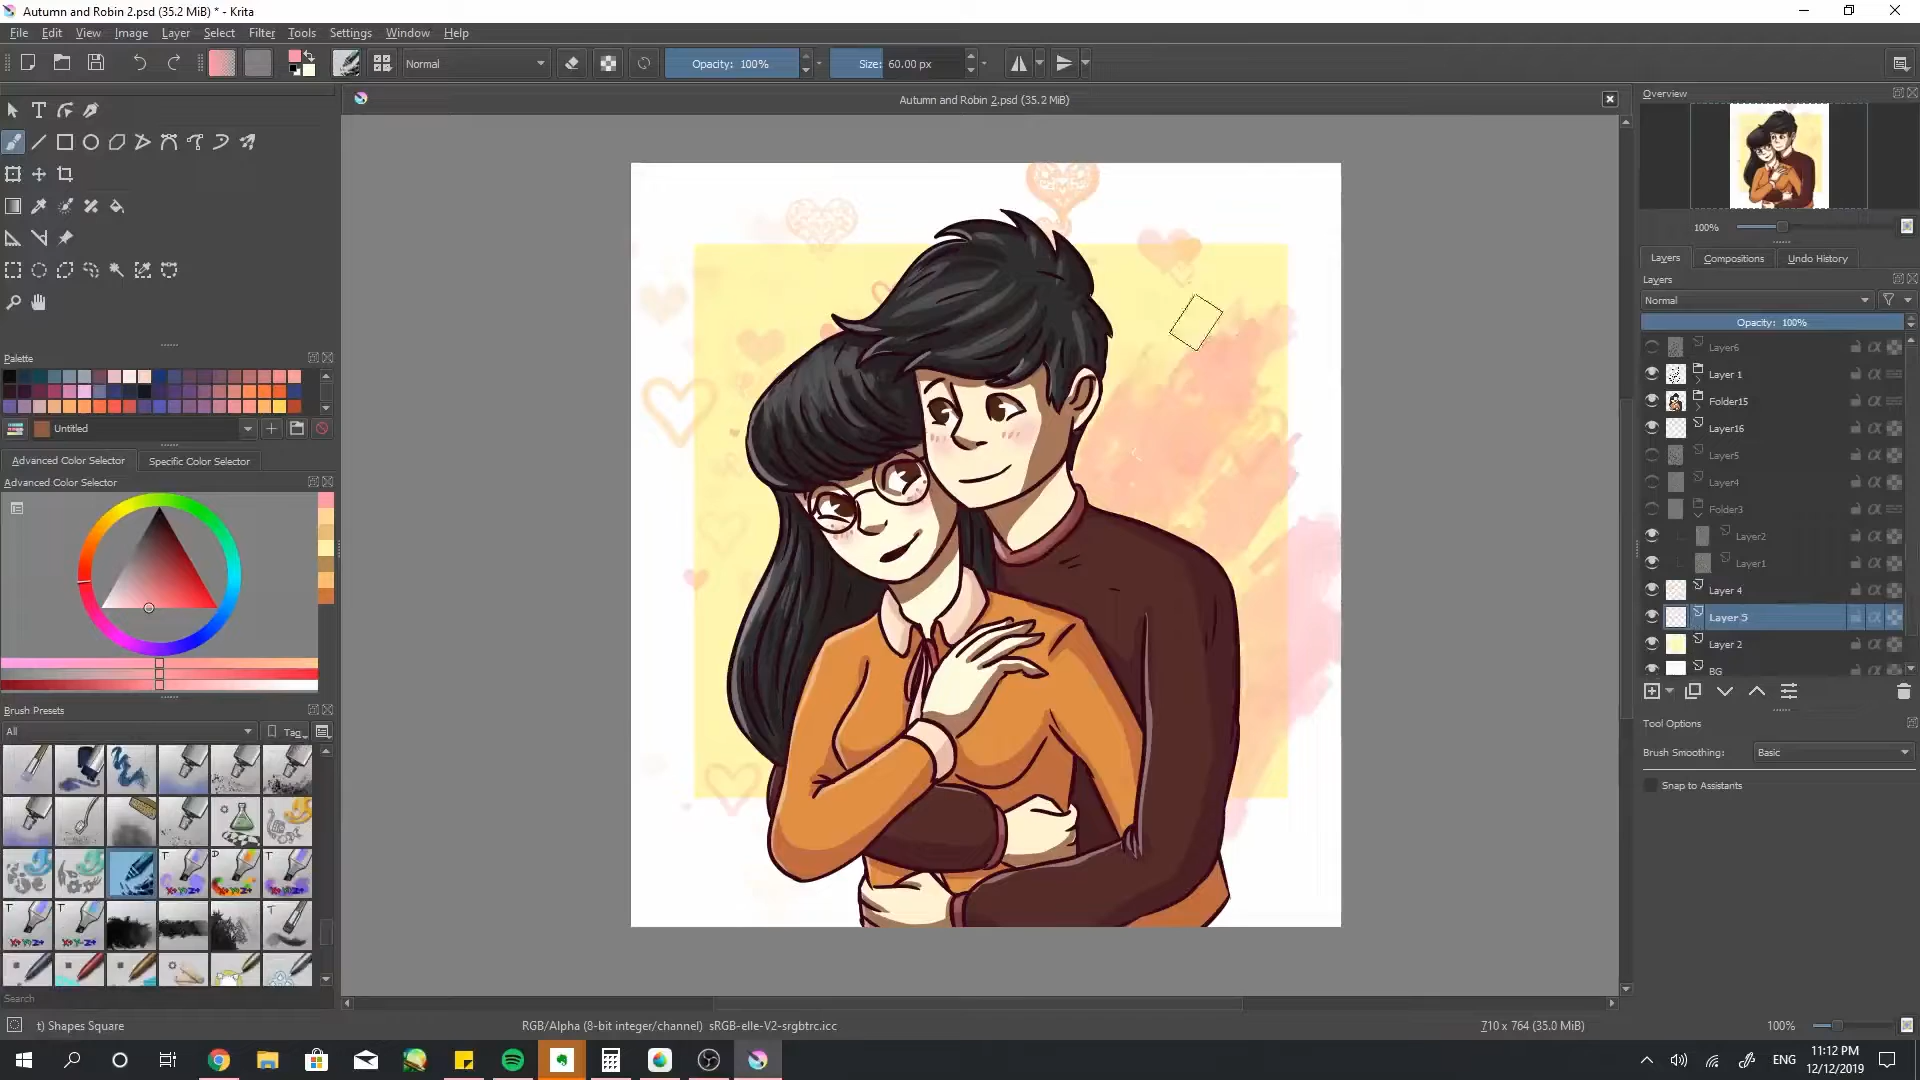 Autumn and Robin 2.psd (35.2 MiB) * - Krita
File Edit View Image Layer Select Filter Tools Settings Window Help
Normal
Opacity: 100%
Size: 60.00 px
Autumn and Robin 2.psd (35.2 MiB)
Overview
100%
Layers Compositions Undo History
Layers
Normal
Opacity: 100%
Layer6
Layer 1
Folder15
Layer16
Layer5
Layer4
Folder3
Layer2
Layer1
Layer 4
Layer 5
Layer 2
BG
Tool Options
Brush Smoothing: Basic
Snap to Assistants
Palette
Untitled
Advanced Color Selector Specific Color Selector
Advanced Color Selector
Brush Presets
All Tag
Search
t) Shapes Square
RGB/Alpha (8-bit integer/channel) sRGB-elle-V2-srgbtrc.icc
710 x 764 (35.0 MiB)
100%
ENG
11:12 PM
12/12/2019